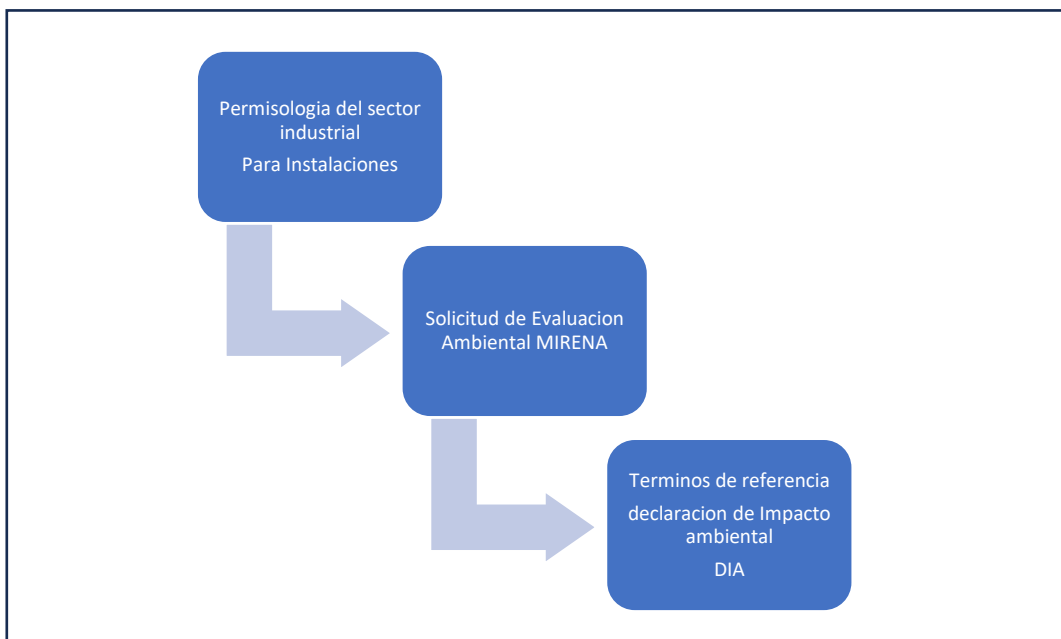 Permisologia del sector
industrial
Para Instalaciones
Solicitud de Evaluacion
Ambiental MIRENA
Terminos de referencia
declaracion de Impacto
ambiental
DIA